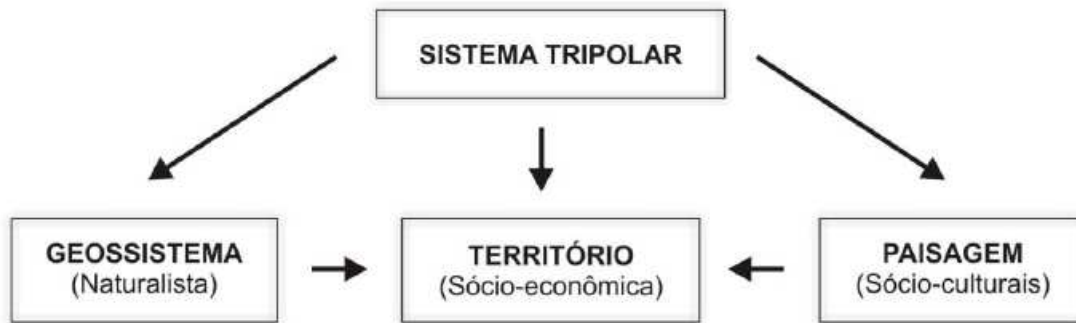 SISTEMA TRIPOLAR
GEOSSISTEMA
(Naturalista)
TERRITÓRIO
(Sócio-econômica)
PAISAGEM
(Sócio-culturais)